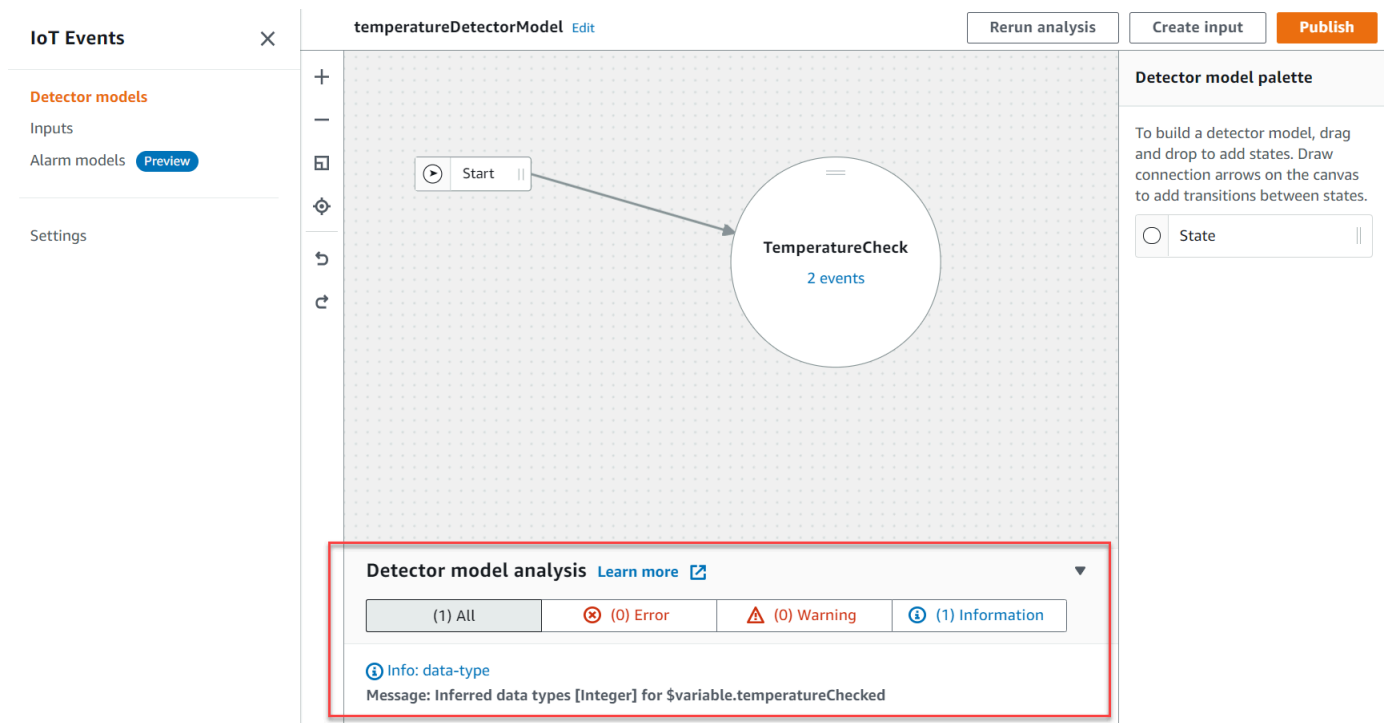 IoT Events
Detector models
Inputs
Alarm models Preview
Settings
temperatureDetectorModel Edit
Rerun analysis
Create input
Publish
Start
TemperatureCheck
2 events
Detector model palette
To build a detector model, drag
and drop to add states. Draw
connection arrows on the canvas
to add transitions between states.
State
Detector model analysis Learn more
(1) All
(0) Error
(0) Warning
(1) Information
Info: data-type
Message: Inferred data types [Integer] for $variable.temperatureChecked